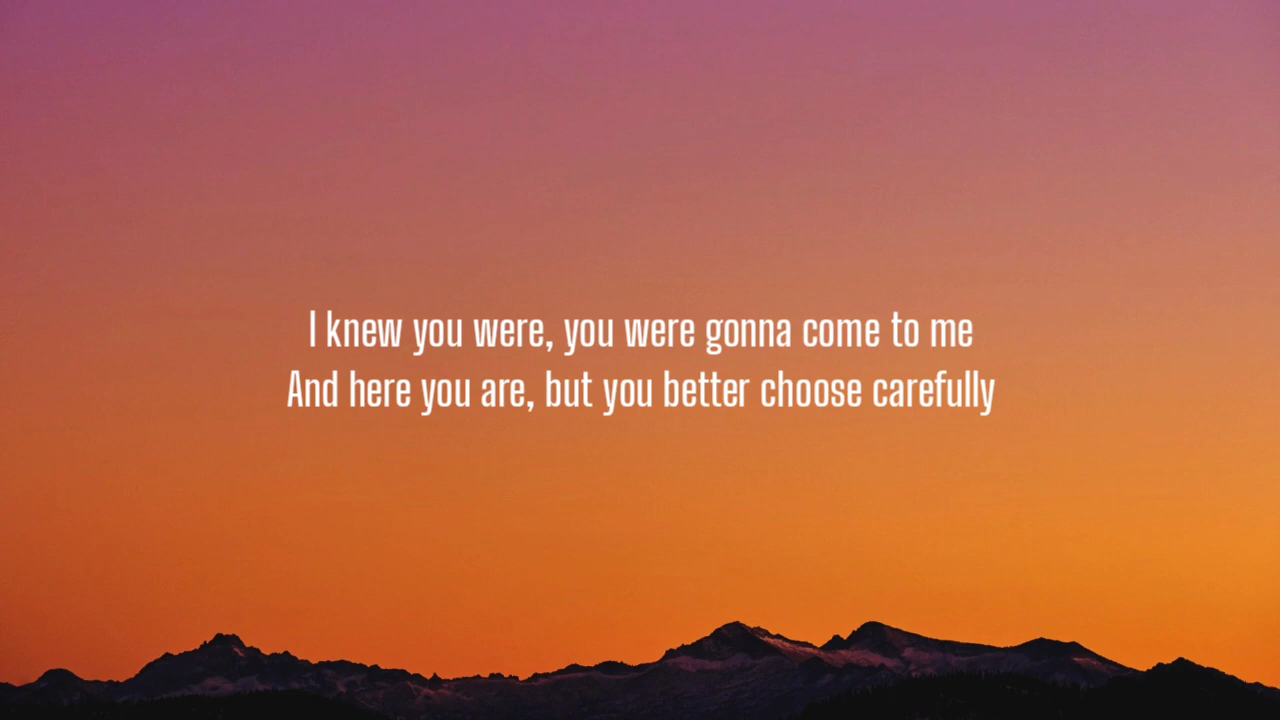 I knew you were, you were gonna come to me
And here you are, but you better choose carefully